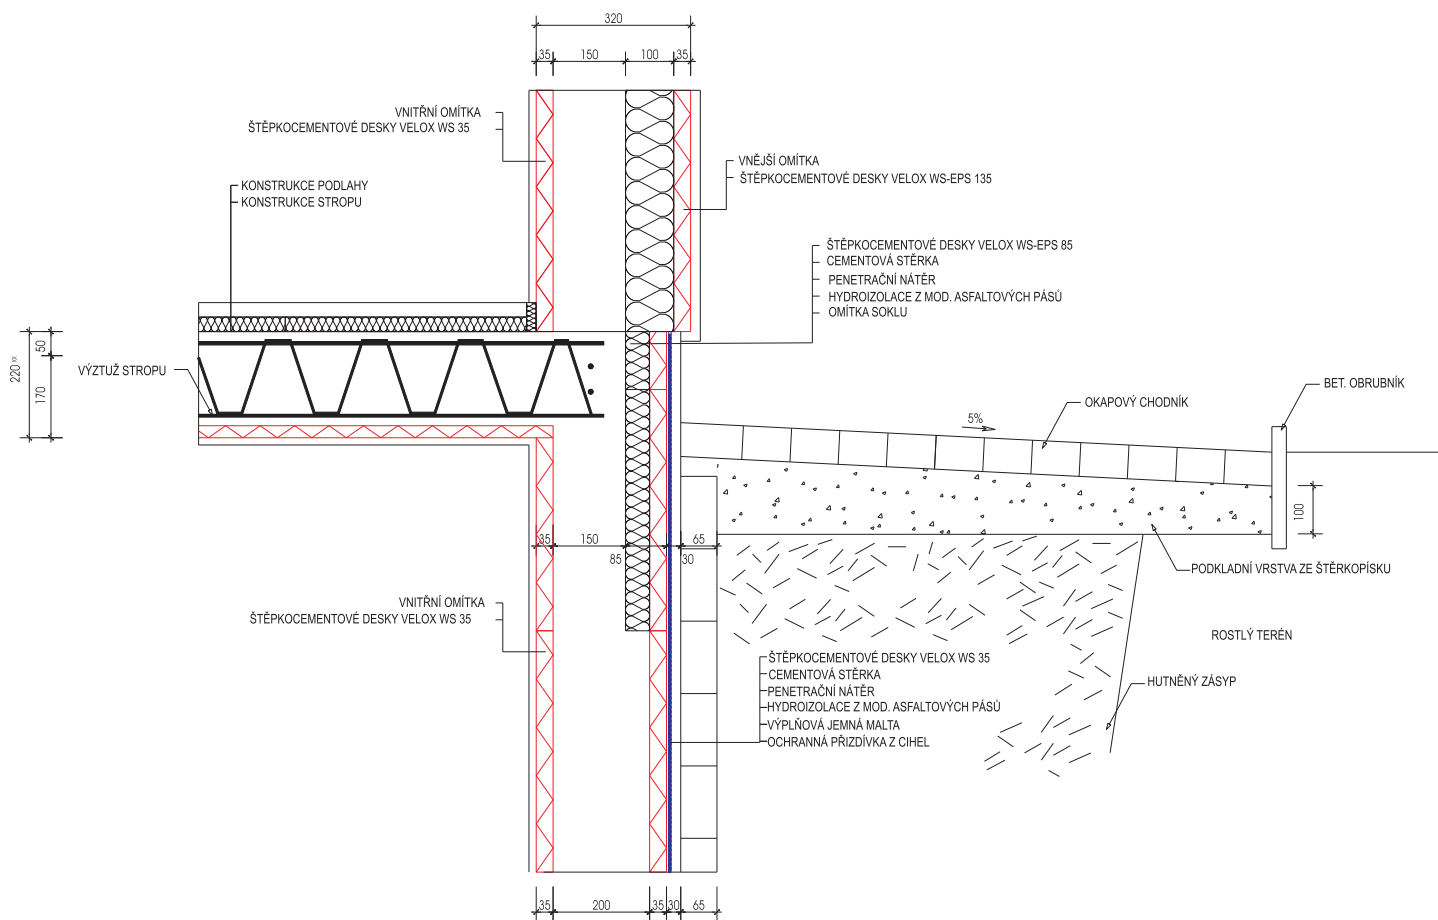 320
35 150 100 35
VNITŘNÍ OMÍTKA
ŠTĚPKOCEMENTOVÉ DESKY VELOX WS 35
VNĚJŠÍ OMÍTKA
ŠTĚPKOCEMENTOVÉ DESKY VELOX WS-EPS 135
KONSTRUKCE PODLAHY
KONSTRUKCE STROPU
ŠTĚPKOCEMENTOVÉ DESKY VELOX WS-EPS 85
CEMENTOVÁ STĚRKA
PENETRAČNÍ NÁTĚR
HYDROIZOLACE Z MOD. ASFALTOVÝCH PÁSŮ
OMÍTKA SOKLU
220 xx
50
170
VÝZTUŽ STROPU
BET. OBRUBNÍK
OKAPOVÝ CHODNÍK
5%
100
35 150 65
85 30
PODKLADNÍ VRSTVA ZE ŠTĚRKOPÍSKU
VNITŘNÍ OMÍTKA
ŠTĚPKOCEMENTOVÉ DESKY VELOX WS 35
ROSTLÝ TERÉN
ŠTĚPKOCEMENTOVÉ DESKY VELOX WS 35
CEMENTOVÁ STĚRKA
PENETRAČNÍ NÁTĚR
HYDROIZOLACE Z MOD. ASFALTOVÝCH PÁSŮ
VÝPLŇOVÁ JEMNÁ MALTA
OCHRANNÁ PŘIZDÍVKA Z CIHEL
HUTNĚNÝ ZÁSYP
35 200 35 30 65